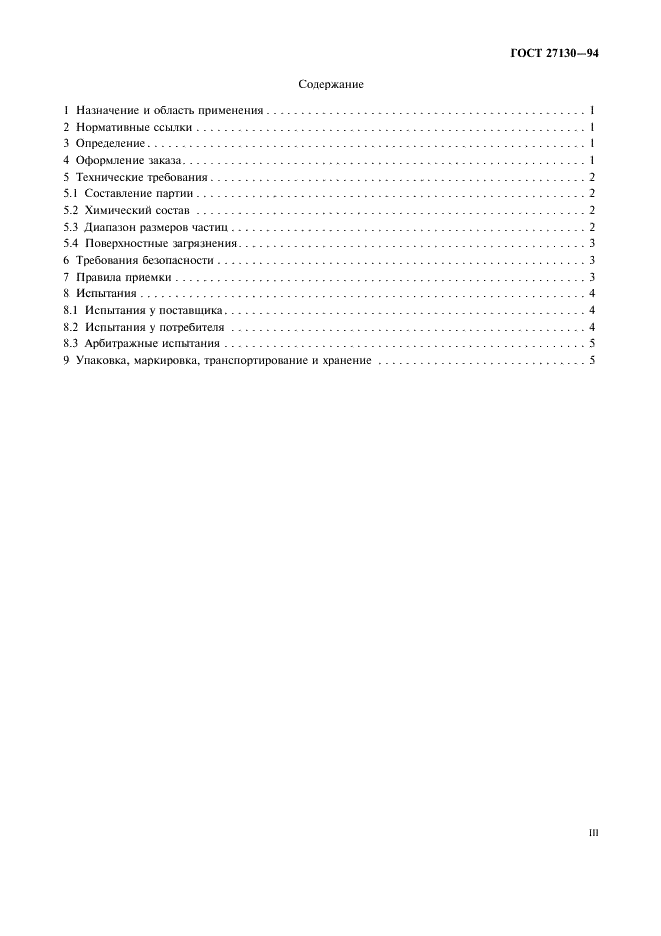 ГОСТ 27130—94
Содержание
1 Назначение и область применения . . . . . . . . . . . . . . . . . . . . . . . . . . . . . . . . . . . . . . . . . . . . . . 1
2 Нормативные ссылки . . . . . . . . . . . . . . . . . . . . . . . . . . . . . . . . . . . . . . . . . . . . . . . . . . . . . . . . 1
3 Определение . . . . . . . . . . . . . . . . . . . . . . . . . . . . . . . . . . . . . . . . . . . . . . . . . . . . . . . . . . . . . . . 1
4 Оформление заказа . . . . . . . . . . . . . . . . . . . . . . . . . . . . . . . . . . . . . . . . . . . . . . . . . . . . . . . . . . 1
5 Технические требования . . . . . . . . . . . . . . . . . . . . . . . . . . . . . . . . . . . . . . . . . . . . . . . . . . . . . . 2
5.1 Составление партии . . . . . . . . . . . . . . . . . . . . . . . . . . . . . . . . . . . . . . . . . . . . . . . . . . . . . . . . 2
5.2 Химический состав . . . . . . . . . . . . . . . . . . . . . . . . . . . . . . . . . . . . . . . . . . . . . . . . . . . . . . . . 2
5.3 Диапазон размеров частиц . . . . . . . . . . . . . . . . . . . . . . . . . . . . . . . . . . . . . . . . . . . . . . . . . . . 2
5.4 Поверхностные загрязнения . . . . . . . . . . . . . . . . . . . . . . . . . . . . . . . . . . . . . . . . . . . . . . . . . . 3
6 Требования безопасности . . . . . . . . . . . . . . . . . . . . . . . . . . . . . . . . . . . . . . . . . . . . . . . . . . . . . 3
7 Правила приемки . . . . . . . . . . . . . . . . . . . . . . . . . . . . . . . . . . . . . . . . . . . . . . . . . . . . . . . . . . . 3
8 Испытания . . . . . . . . . . . . . . . . . . . . . . . . . . . . . . . . . . . . . . . . . . . . . . . . . . . . . . . . . . . . . . . . 4
8.1 Испытания у поставщика . . . . . . . . . . . . . . . . . . . . . . . . . . . . . . . . . . . . . . . . . . . . . . . . . . . . 4
8.2 Испытания у потребителя . . . . . . . . . . . . . . . . . . . . . . . . . . . . . . . . . . . . . . . . . . . . . . . . . . . 4
8.3 Арбитражные испытания . . . . . . . . . . . . . . . . . . . . . . . . . . . . . . . . . . . . . . . . . . . . . . . . . . . . 5
9 Упаковка, маркировка, транспортирование и хранение . . . . . . . . . . . . . . . . . . . . . . . . . . . . . . 5
III